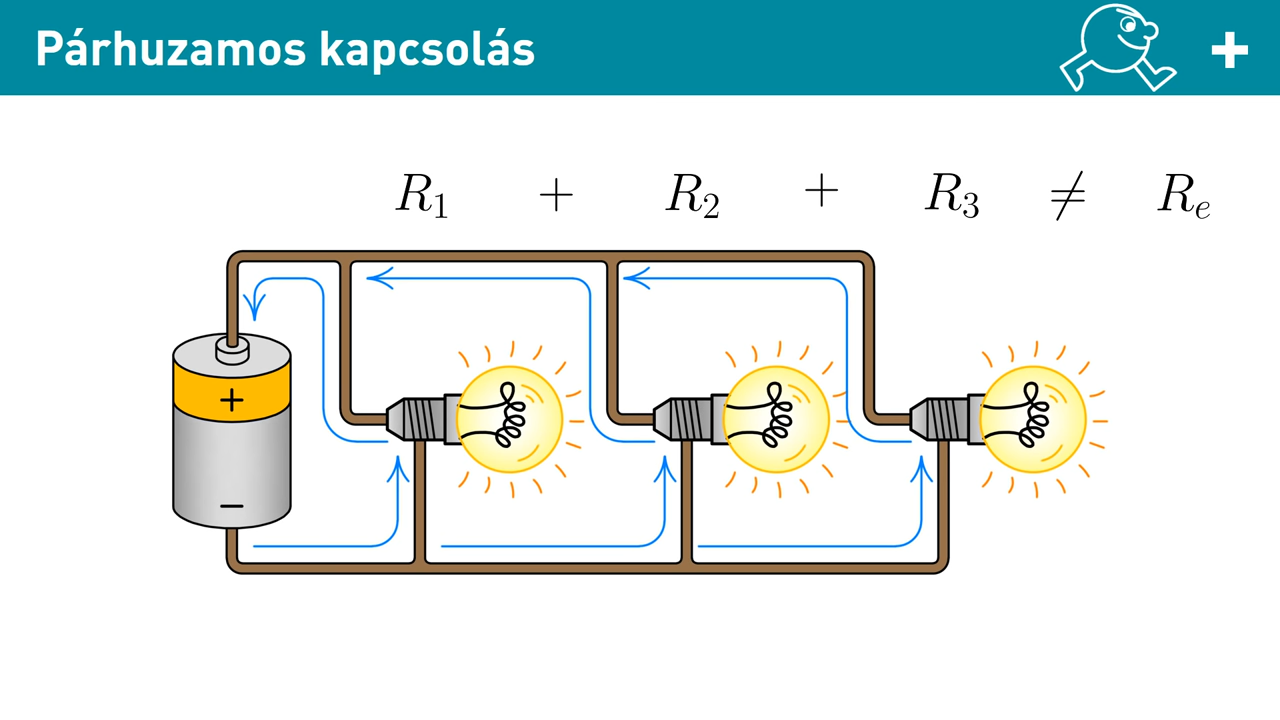 Párhuzamos kapcsolás
+
R₁ + R₂ + R₃ ≠ Rₑ
+
−